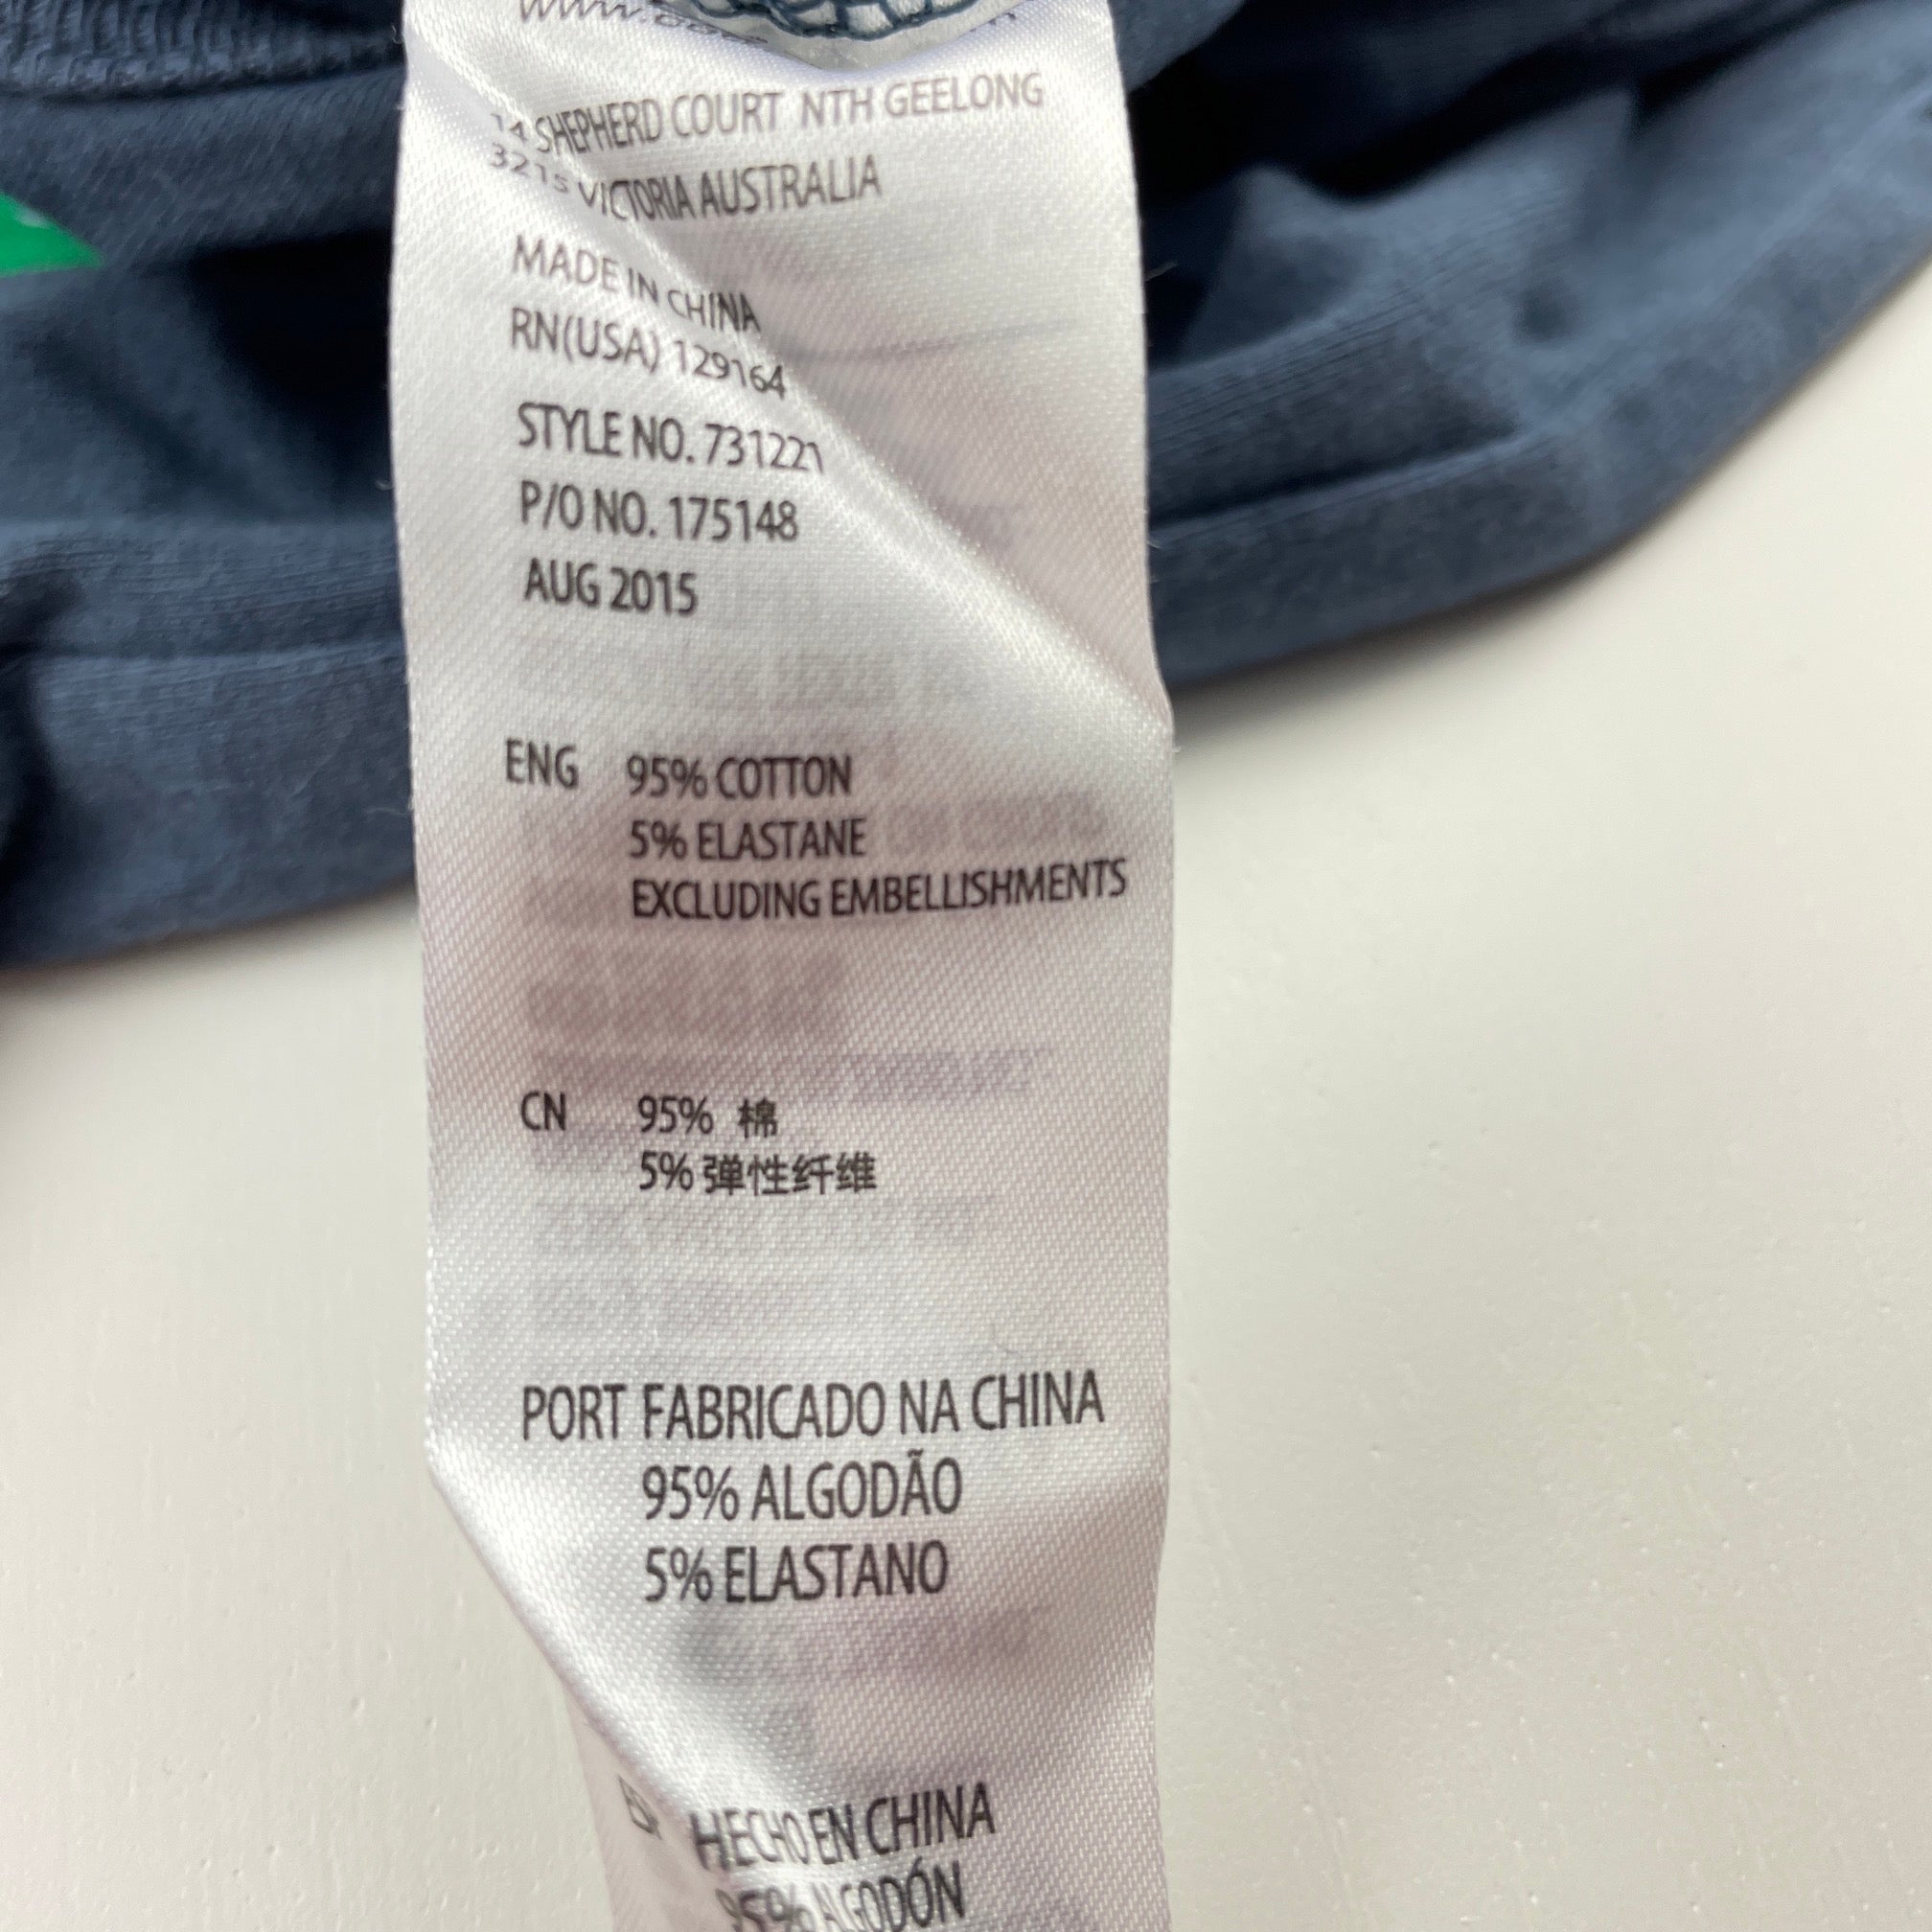 14 SHEPHERD COURT NTH GEELONG
3215 VICTORIA AUSTRALIA
MADE IN CHINA
RN(USA) 129164
STYLE NO. 731221
P/O NO. 175148
AUG 2015
ENG 95% COTTON
5% ELASTANE
EXCLUDING EMBELLISHMENTS
CN 95% 棉
5% 弹性纤维
PORT FABRICADO NA CHINA
95% ALGODÃO
5% ELASTANO
HECHO EN CHINA
95% ALGODÓN